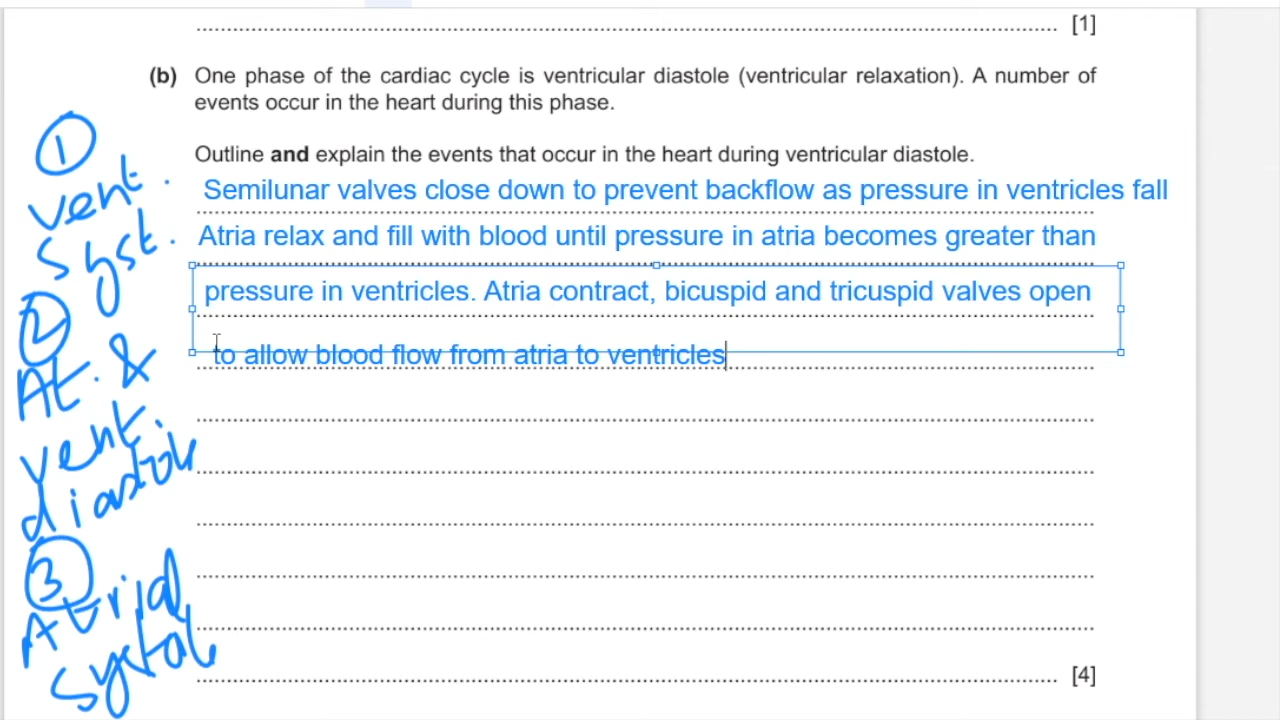 [1]
(b) One phase of the cardiac cycle is ventricular diastole (ventricular relaxation). A number of
events occur in the heart during this phase.
Outline and explain the events that occur in the heart during ventricular diastole.
Semilunar valves close down to prevent backflow as pressure in ventricles fall
Atria relax and fill with blood until pressure in atria becomes greater than
pressure in ventricles. Atria contract, bicuspid and tricuspid valves open
to allow blood flow from atria to ventricles
[4]
1
vent.
syst.
2
At. &
vent.
diastole
3
Atrial
systole